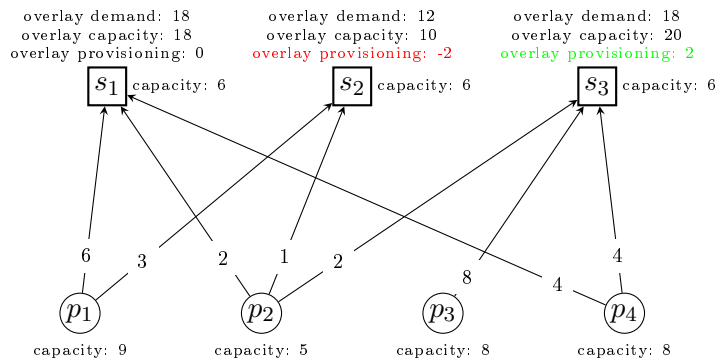 overlay demand: 18
overlay capacity: 18
overlay provisioning: 0
overlay demand: 12
overlay capacity: 10
overlay provisioning: -2
overlay demand: 18
overlay capacity: 20
overlay provisioning: 2
s1 capacity: 6
s2 capacity: 6
s3 capacity: 6
6 3 2 1 2 8 4 4
p1 p2 p3 p4
capacity: 9
capacity: 5
capacity: 8
capacity: 8